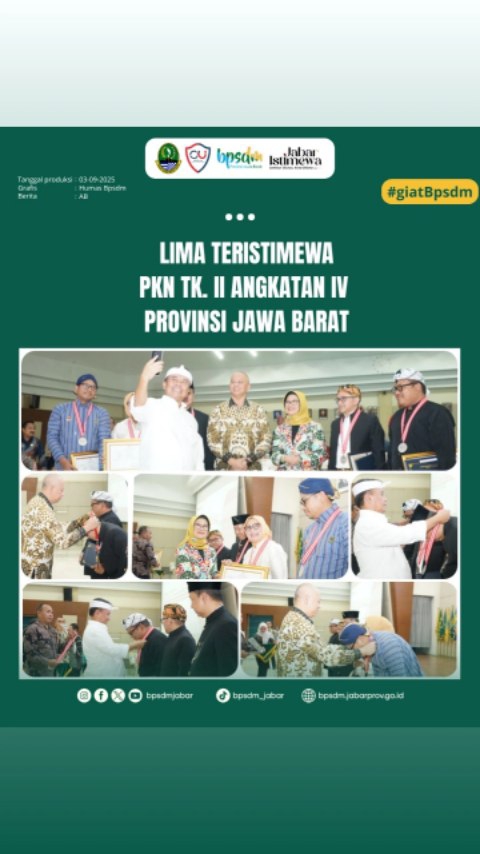 bpsdm
Jabar
Istimewa
Tanggal produksi : 03-09-2025
Grafis : Humas Bpsdm
Berita : AB
#giatBpsdm
LIMA TERISTIMEWA
PKN TK. II ANGKATAN IV
PROVINSI JAWA BARAT
bpsdmjabar
bpsdm_jabar
bpsdm.jabarprov.go.id